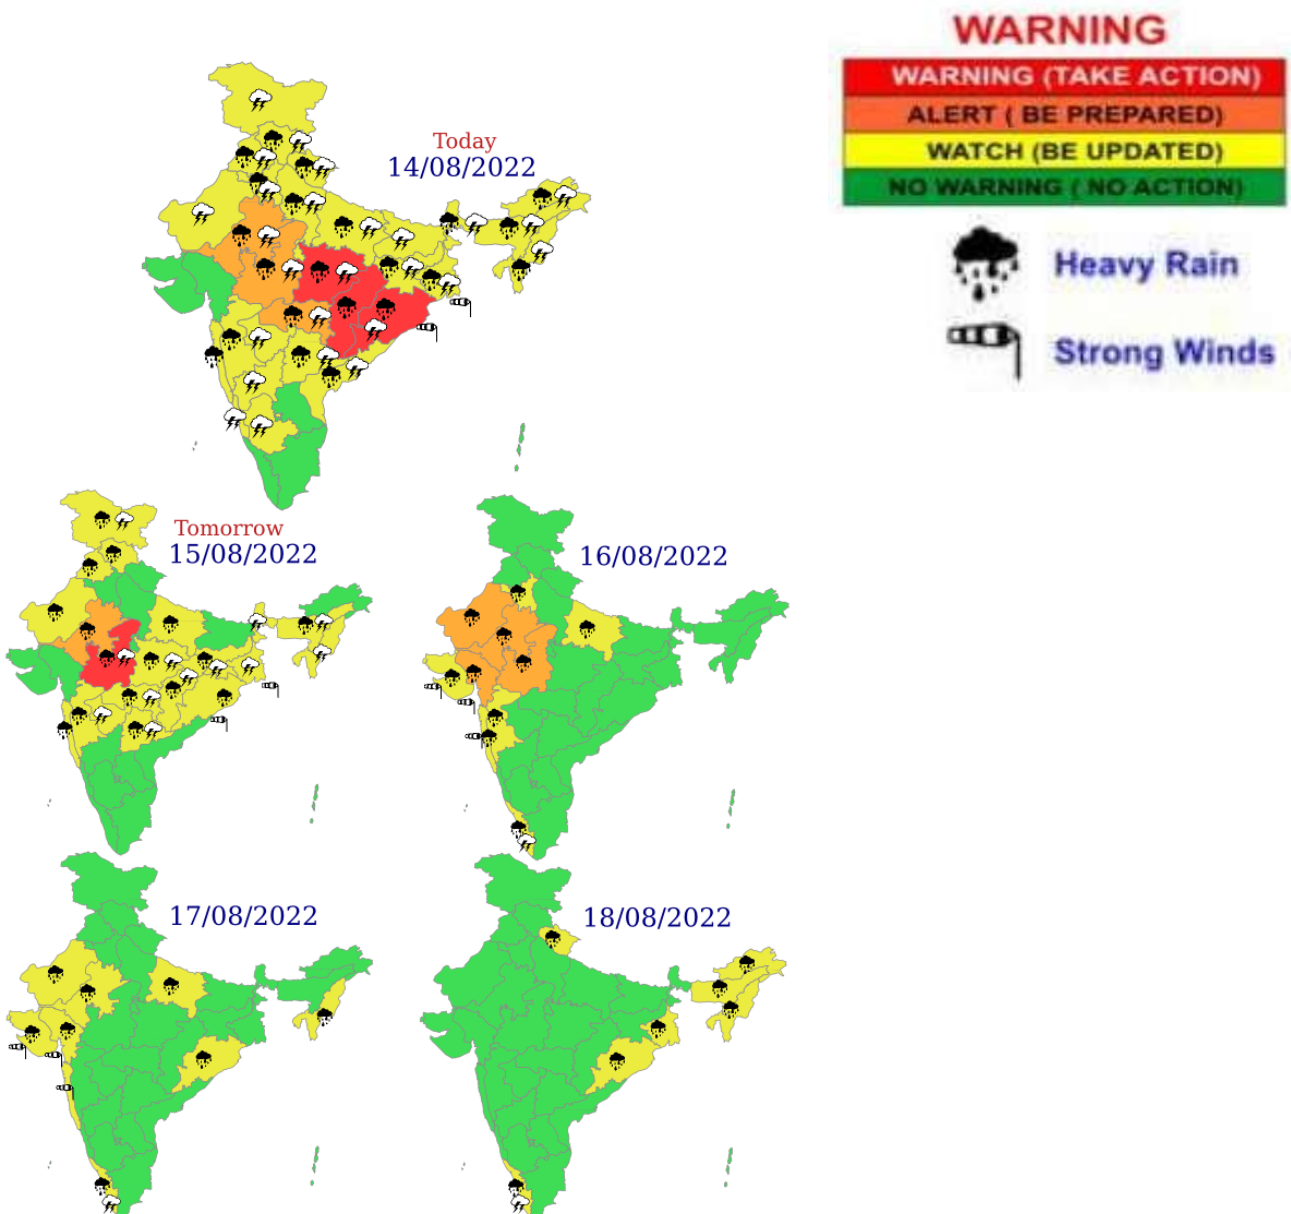 WARNING
WARNING (TAKE ACTION)
ALERT ( BE PREPARED)
WATCH (BE UPDATED)
NO WARNING ( NO ACTION)
Heavy Rain
Strong Winds
Today
14/08/2022
Tomorrow
15/08/2022
16/08/2022
17/08/2022
18/08/2022